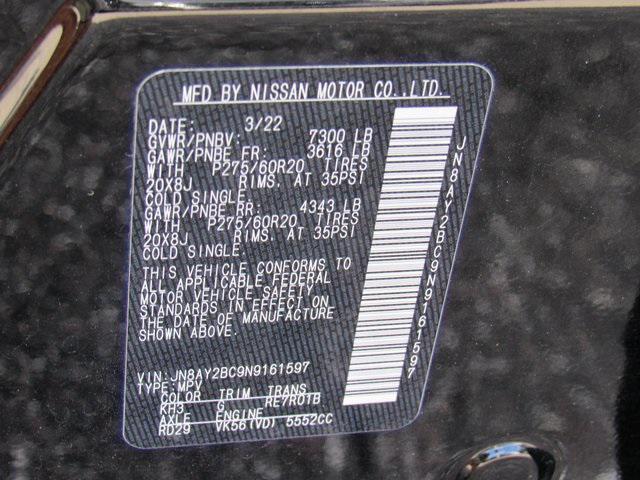 MFD BY NISSAN MOTOR CO.,LTD.
DATE: 3/22
GVWR/PNBV: 7300 LB
GAWR/PNBE FR: 3616 LB
WITH P275/60R20 TIRES
20X8J RIMS. AT 35PSI
COLD SINGLE
GAWR/PNBE RR: 4343 LB
WITH P275/60R20 TIRES
20X8J RIMS. AT 35PSI
COLD SINGLE
THIS VEHICLE CONFORMS TO
ALL APPLICABLE FEDERAL
MOTOR VEHICLE SAFETY
STANDARDS IN EFFECT ON
THE DATE OF MANUFACTURE
SHOWN ABOVE.
VIN: JN8AY2BC9N9161597
TYPE: MPV
COLOR TRIM TRANS
KH3 G RE7R01B
AXLE ENGINE
RD29 VK56(VD) 5552CC
JN8AY2BC9N9161597